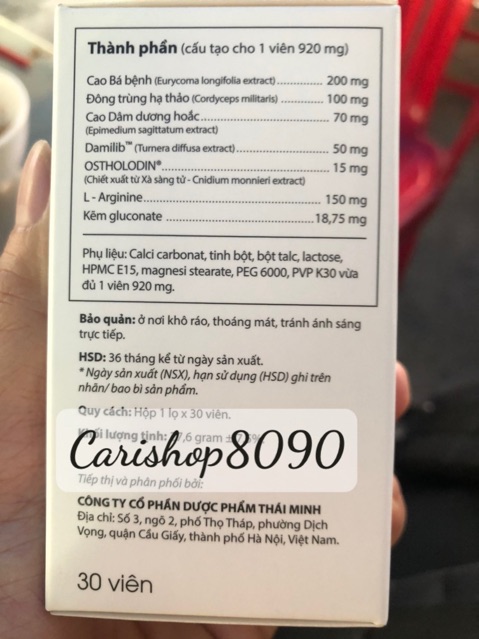 Thành phần (cấu tạo cho 1 viên 920 mg)
Cao Bá bệnh (Eurycoma longifolia extract).............. 200 mg
Đông trùng hạ thảo (Cordyceps militaris) ............. 100 mg
Cao Dâm dương hoắc........................................ 70 mg
(Epimedium sagittatum extract)
Damilib™ (Turnera diffusa extract)........................... 50 mg
OSTHOLODIN®................................................... 15 mg
(Chiết xuất từ Xà sàng tử - Cnidium monnieri extract)
L - Arginine........................................................ 150 mg
Kẽm gluconate ................................................18,75 mg
Phụ liệu: Calci carbonat, tinh bột, bột talc, lactose,
HPMC E15, magnesi stearate, PEG 6000, PVP K30 vừa
đủ 1 viên 920 mg.
Bảo quản: ở nơi khô ráo, thoáng mát, tránh ánh sáng
trực tiếp.
HSD: 36 tháng kể từ ngày sản xuất.
* Ngày sản xuất (NSX), hạn sử dụng (HSD) ghi trên
nhãn/ bao bì sản phẩm.
Quy cách: Hộp 1 lọ x 30 viên.
Khối lượng tịnh: 7,6 gram ±
Carishop8090
Tiếp thị và phân phối bởi:
CÔNG TY CỔ PHẦN DƯỢC PHẨM THÁI MINH
Địa chỉ: Số 3, ngõ 2, phố Thọ Tháp, phường Dịch
Vọng, quận Cầu Giấy, thành phố Hà Nội, Việt Nam.
30 viên